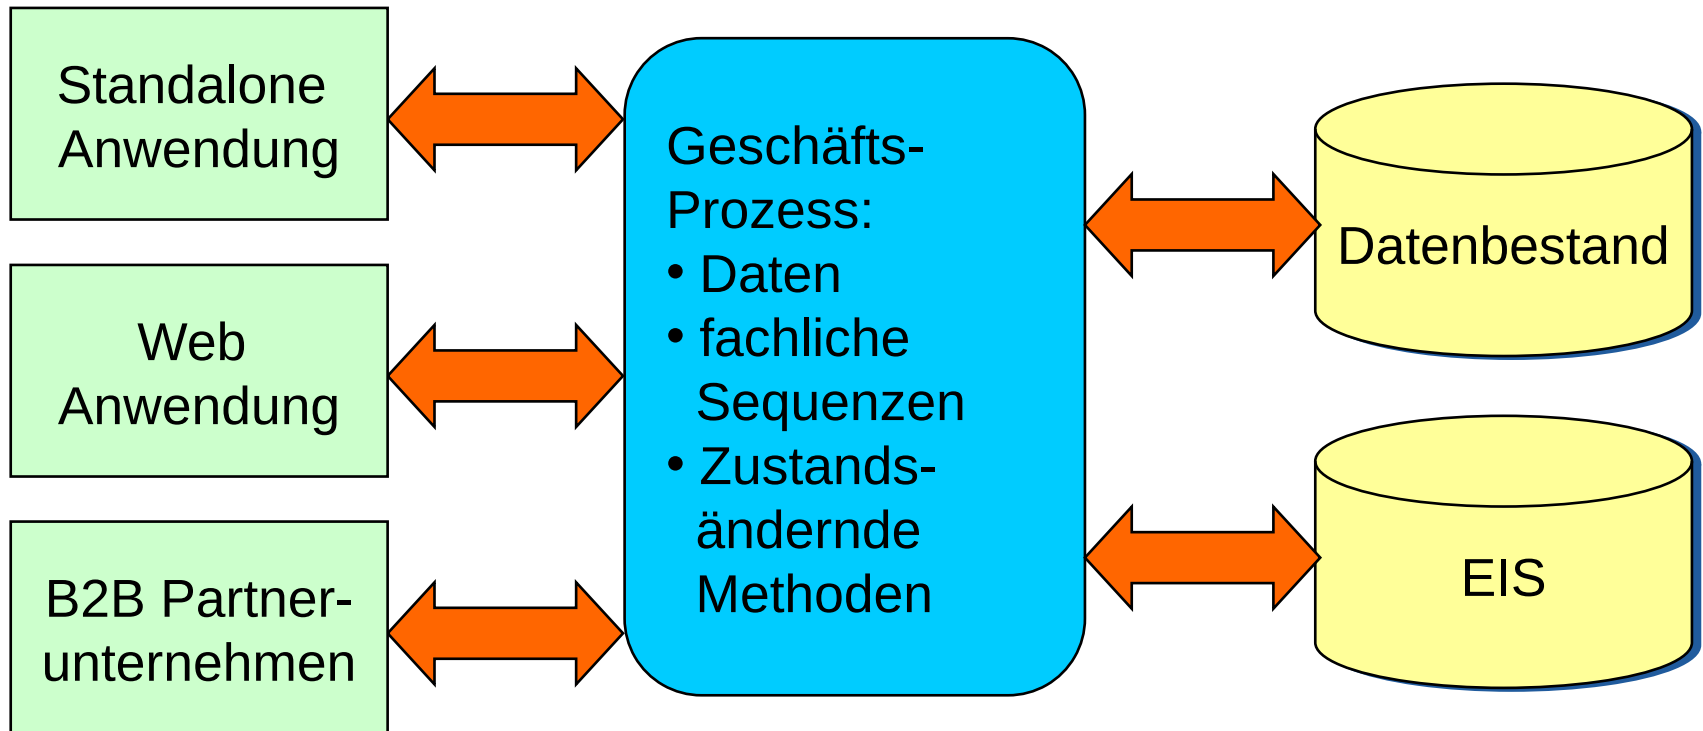 Standalone
Anwendung
Web
Anwendung
B2B Partner-
unternehmen
Geschäfts-
Prozess:
• Daten
• fachliche
Sequenzen
• Zustands-
ändernde
Methoden
Datenbestand
EIS